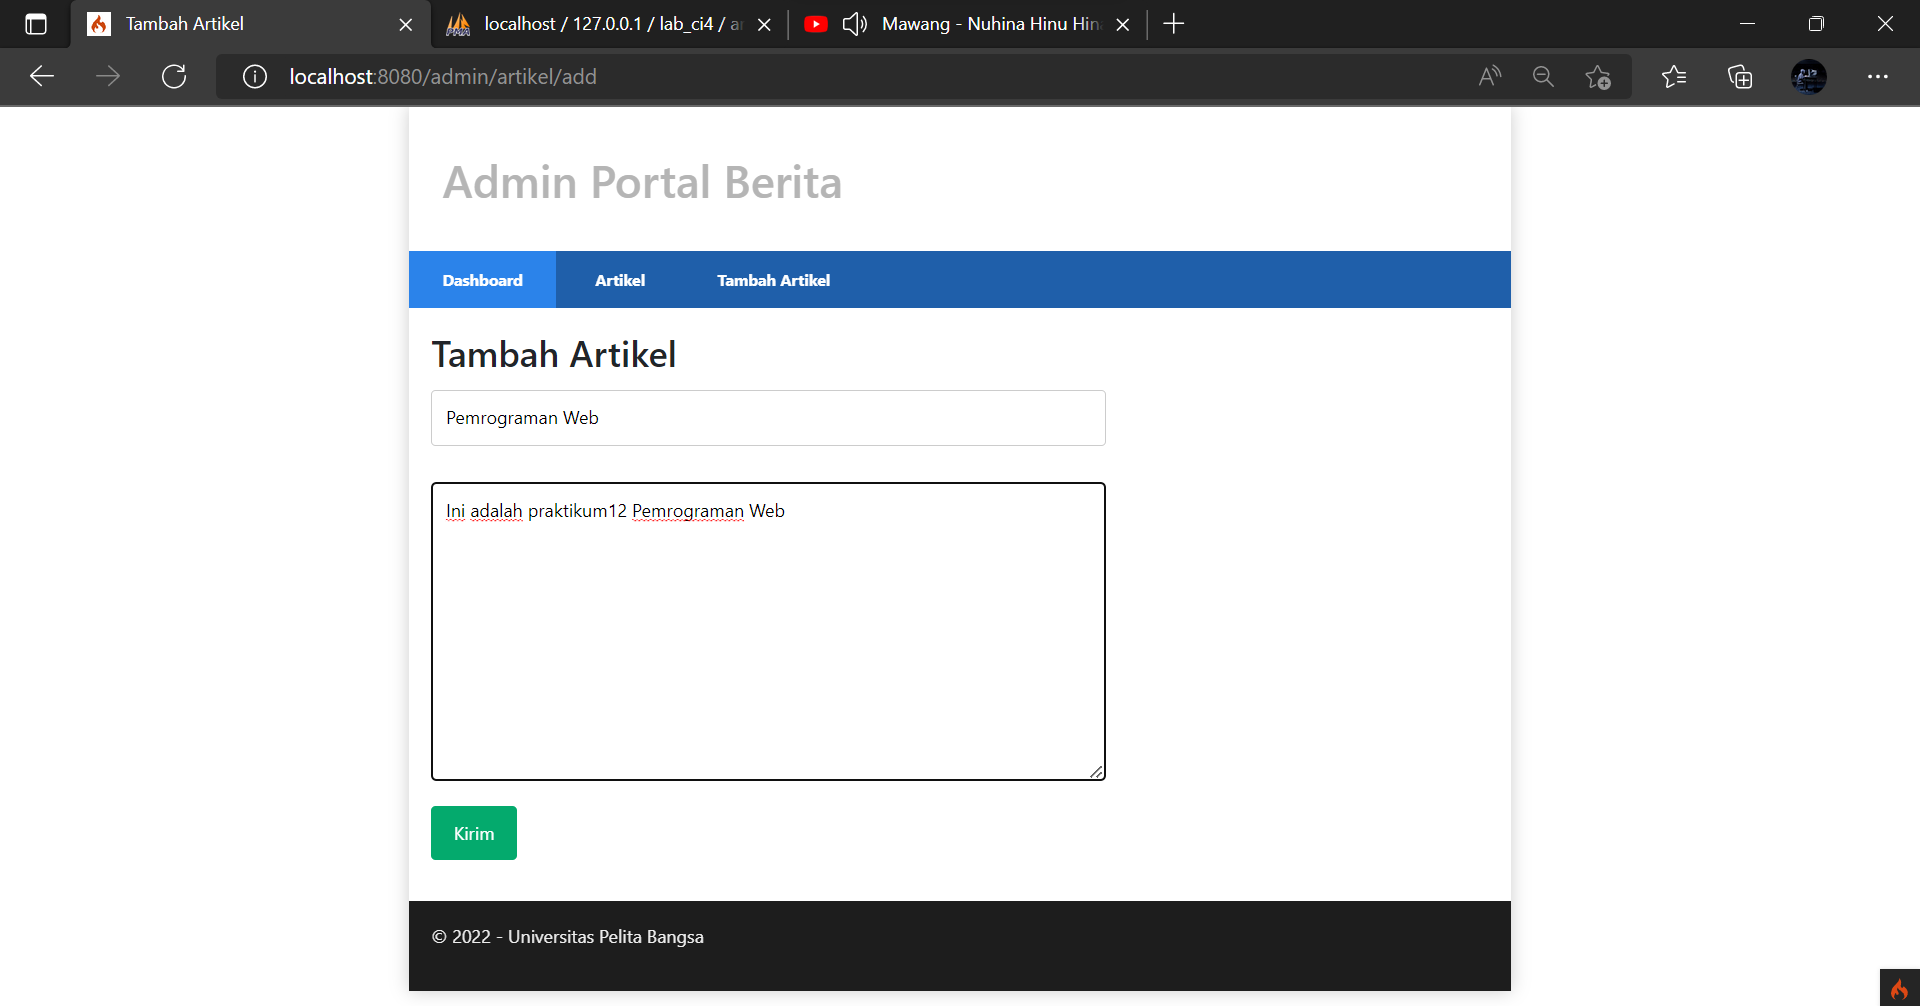 Tambah Artikel
localhost / 127.0.0.1 / lab_ci4 /
Mawang - Nuhina Hinu
localhost:8080/admin/artikel/add
Admin Portal Berita
Dashboard
Artikel
Tambah Artikel
Tambah Artikel
Pemrograman Web
Ini adalah praktikum12 Pemrograman Web
Kirim
© 2022 - Universitas Pelita Bangsa